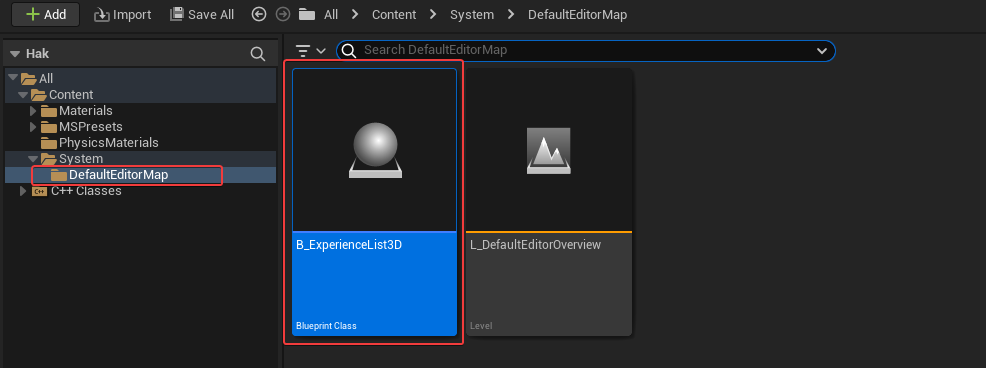 Add Import Save All All Content System DefaultEditorMap
Hak
Search DefaultEditorMap
All
Content
Materials
MSPresets
PhysicsMaterials
System
DefaultEditorMap
C++ C++ Classes
B_ExperienceList3D
Blueprint Class
L_DefaultEditorOverview
Level